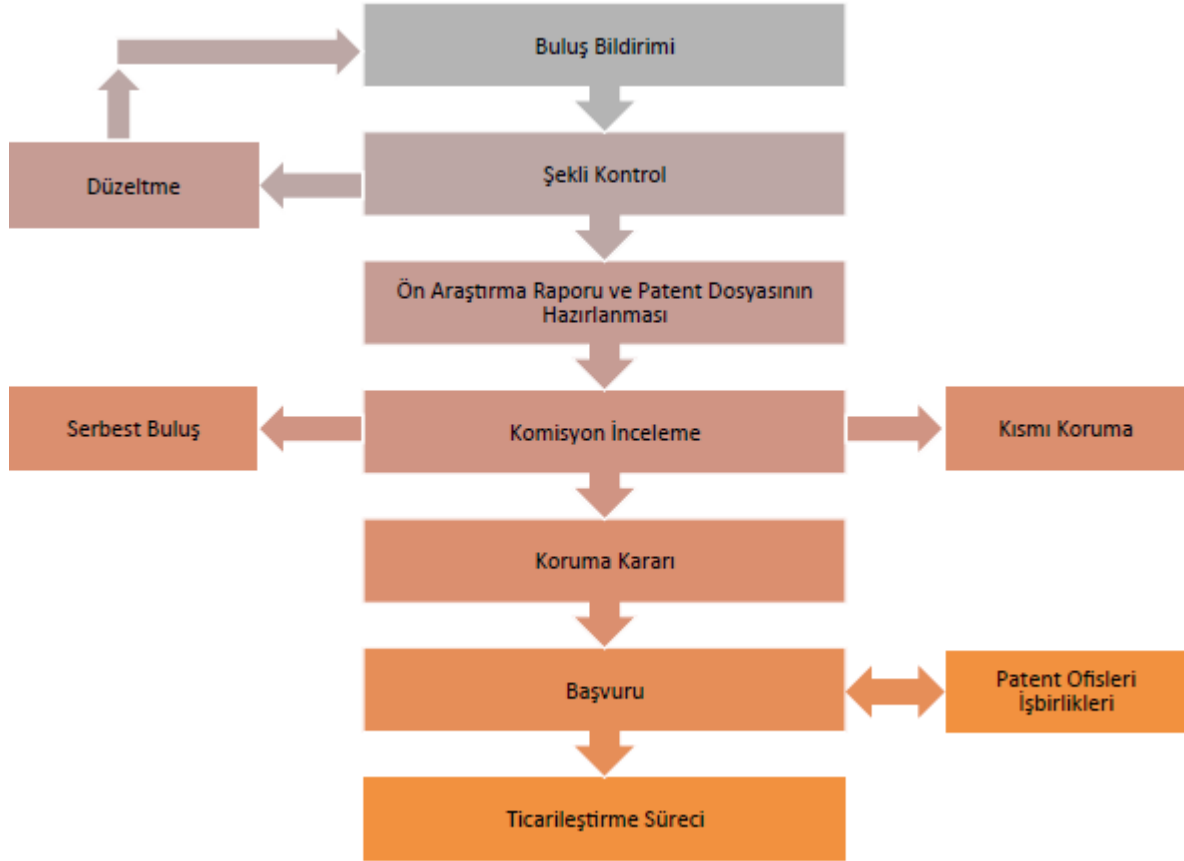 Buluş Bildirimi
Düzeltme
Şekli Kontrol
Ön Araştırma Raporu ve Patent Dosyasının
Hazırlanması
Serbest Buluş
Komisyon İnceleme
Kısmı Koruma
Koruma Kararı
Başvuru
Patent Ofisleri
İşbirlikleri
Ticarileştirme Süreci